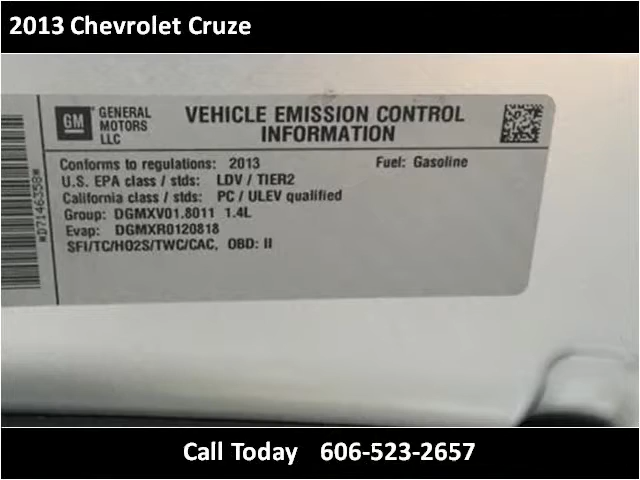 2013 Chevrolet Cruze
GM
GENERAL
MOTORS
LLC
VEHICLE EMISSION CONTROL
INFORMATION
Conforms to regulations: 2013 Fuel: Gasoline
U.S. EPA class / stds: LDV / TIER2
California class / stds: PC / ULEV qualified
Group: DGMXV01.8011 1.4L
Evap: DGMXR0120818
SFI/TC/HO2S/TWC/CAC, OBD: II
*D7146358*
Call Today 606-523-2657